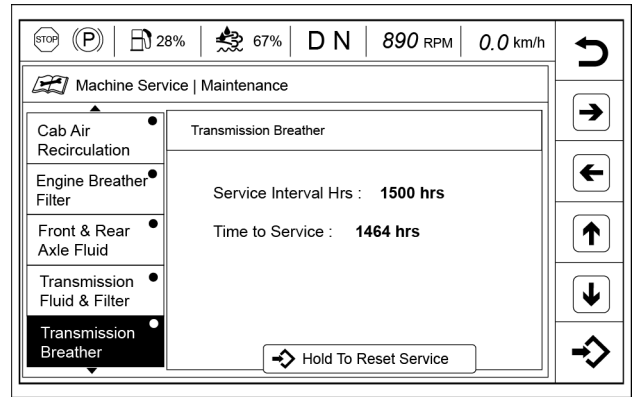 STOP P 28% 67% D N 890 RPM 0.0 km/h
Machine Service | Maintenance
Cab Air
Recirculation
Engine Breather
Filter
Front & Rear
Axle Fluid
Transmission
Fluid & Filter
Transmission
Breather
Transmission Breather
Service Interval Hrs : 1500 hrs
Time to Service : 1464 hrs
Hold To Reset Service